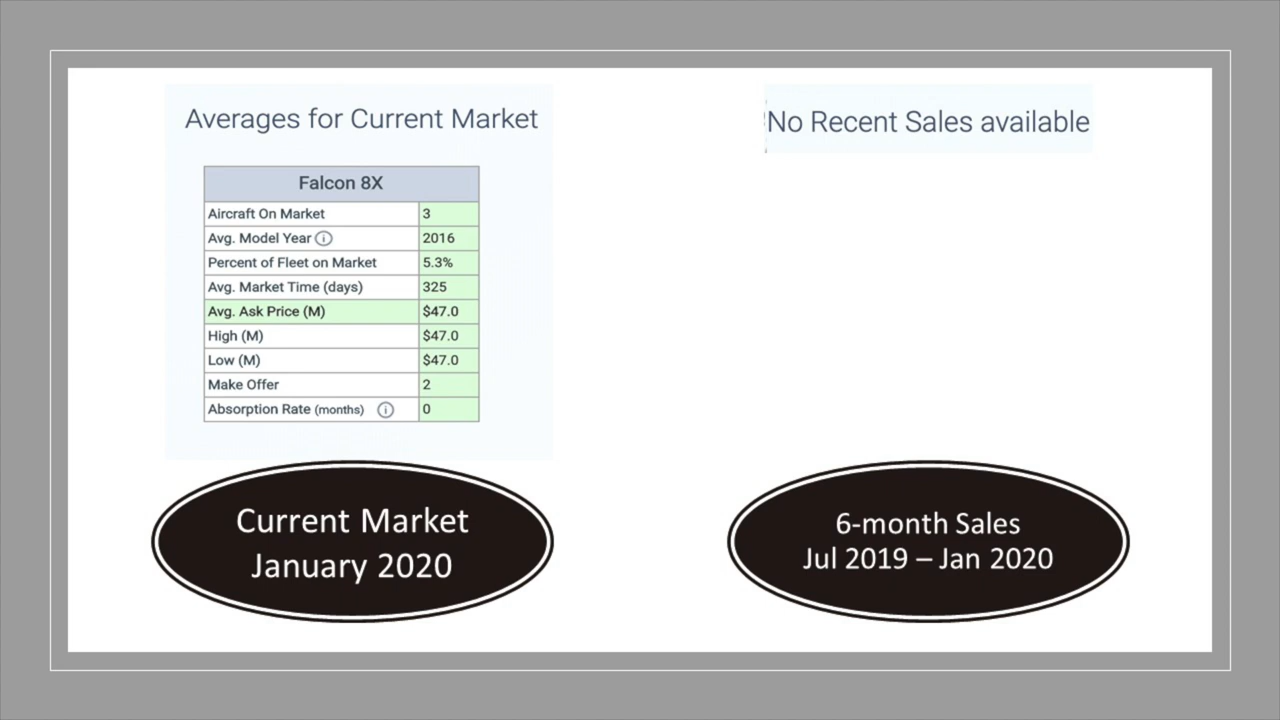 Averages for Current Market
Falcon 8X
Aircraft On Market 3
Avg. Model Year 2016
Percent of Fleet on Market 5.3%
Avg. Market Time (days) 325
Avg. Ask Price (M) $47.0
High (M) $47.0
Low (M) $47.0
Make Offer 2
Absorption Rate (months) 0
Current Market
January 2020
No Recent Sales available
6-month Sales
Jul 2019 – Jan 2020